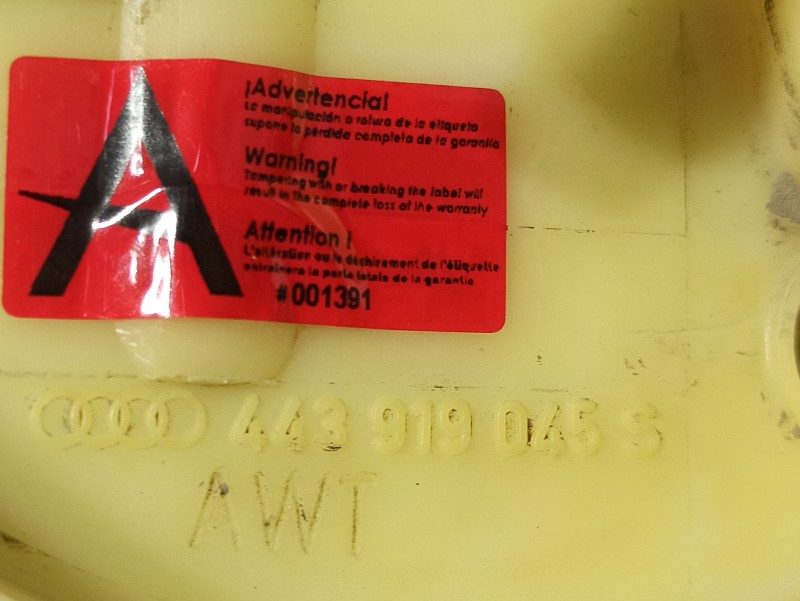 A
¡Advertencia!
La manipulación o rotura de la etiqueta
supone la pérdida completa de la garantía
Warning!
Tampering with or breaking the label will
result in the complete loss of the warranty
Attention !
L'altération ou le déchirement de l'étiquette
entraînera la perte totale de la garantie
#001391
443 919 045 S
AWT